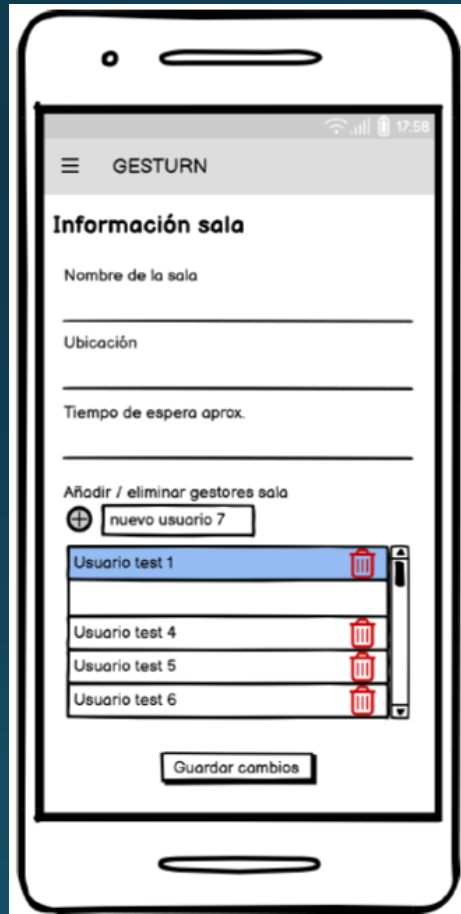 17:58
GESTURN
Información sala
Nombre de la sala
Ubicación
Tiempo de espera aprox.
Añadir / eliminar gestores sala
nuevo usuario 7
Usuario test 1
Usuario test 4
Usuario test 5
Usuario test 6
Guardar cambios